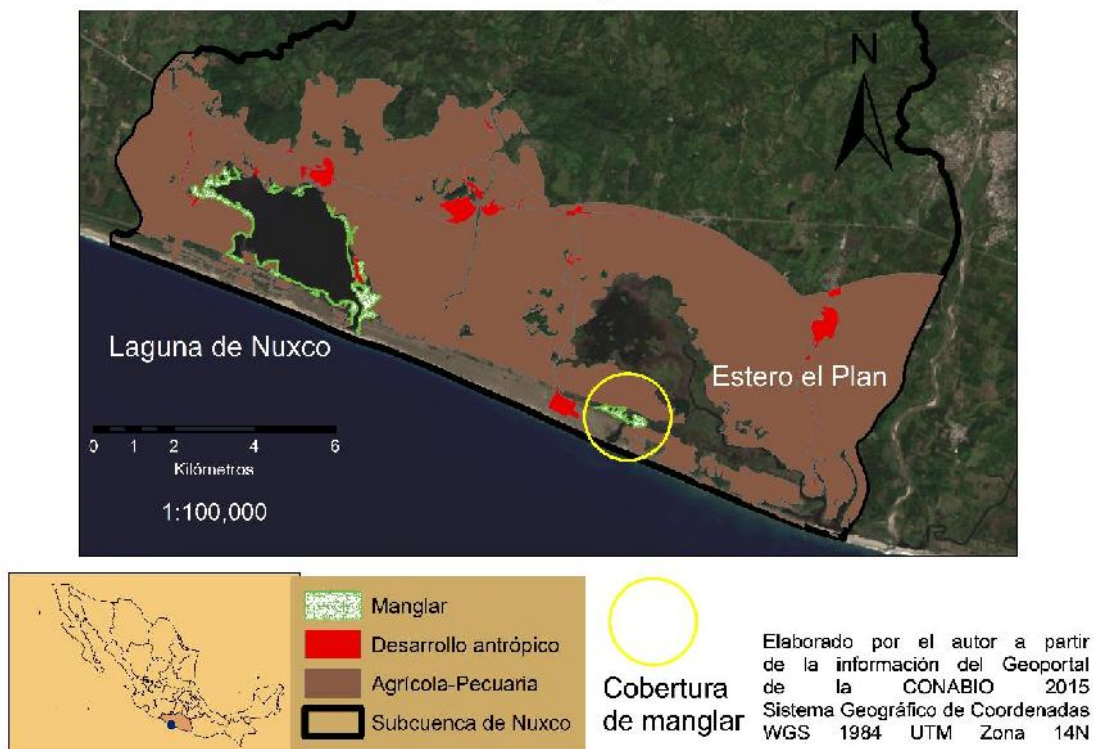 N
Laguna de Nuxco
Estero el Plan
0 1 2 4 6
Kilómetros
1:100,000
Manglar
Desarrollo antrópico
Agrícola-Pecuaria
Subcuenca de Nuxco
Cobertura
de manglar
Elaborado por el autor a partir
de la información del Geoportal
de la CONABIO 2015
Sistema Geográfico de Coordenadas
WGS 1984 UTM Zona 14N